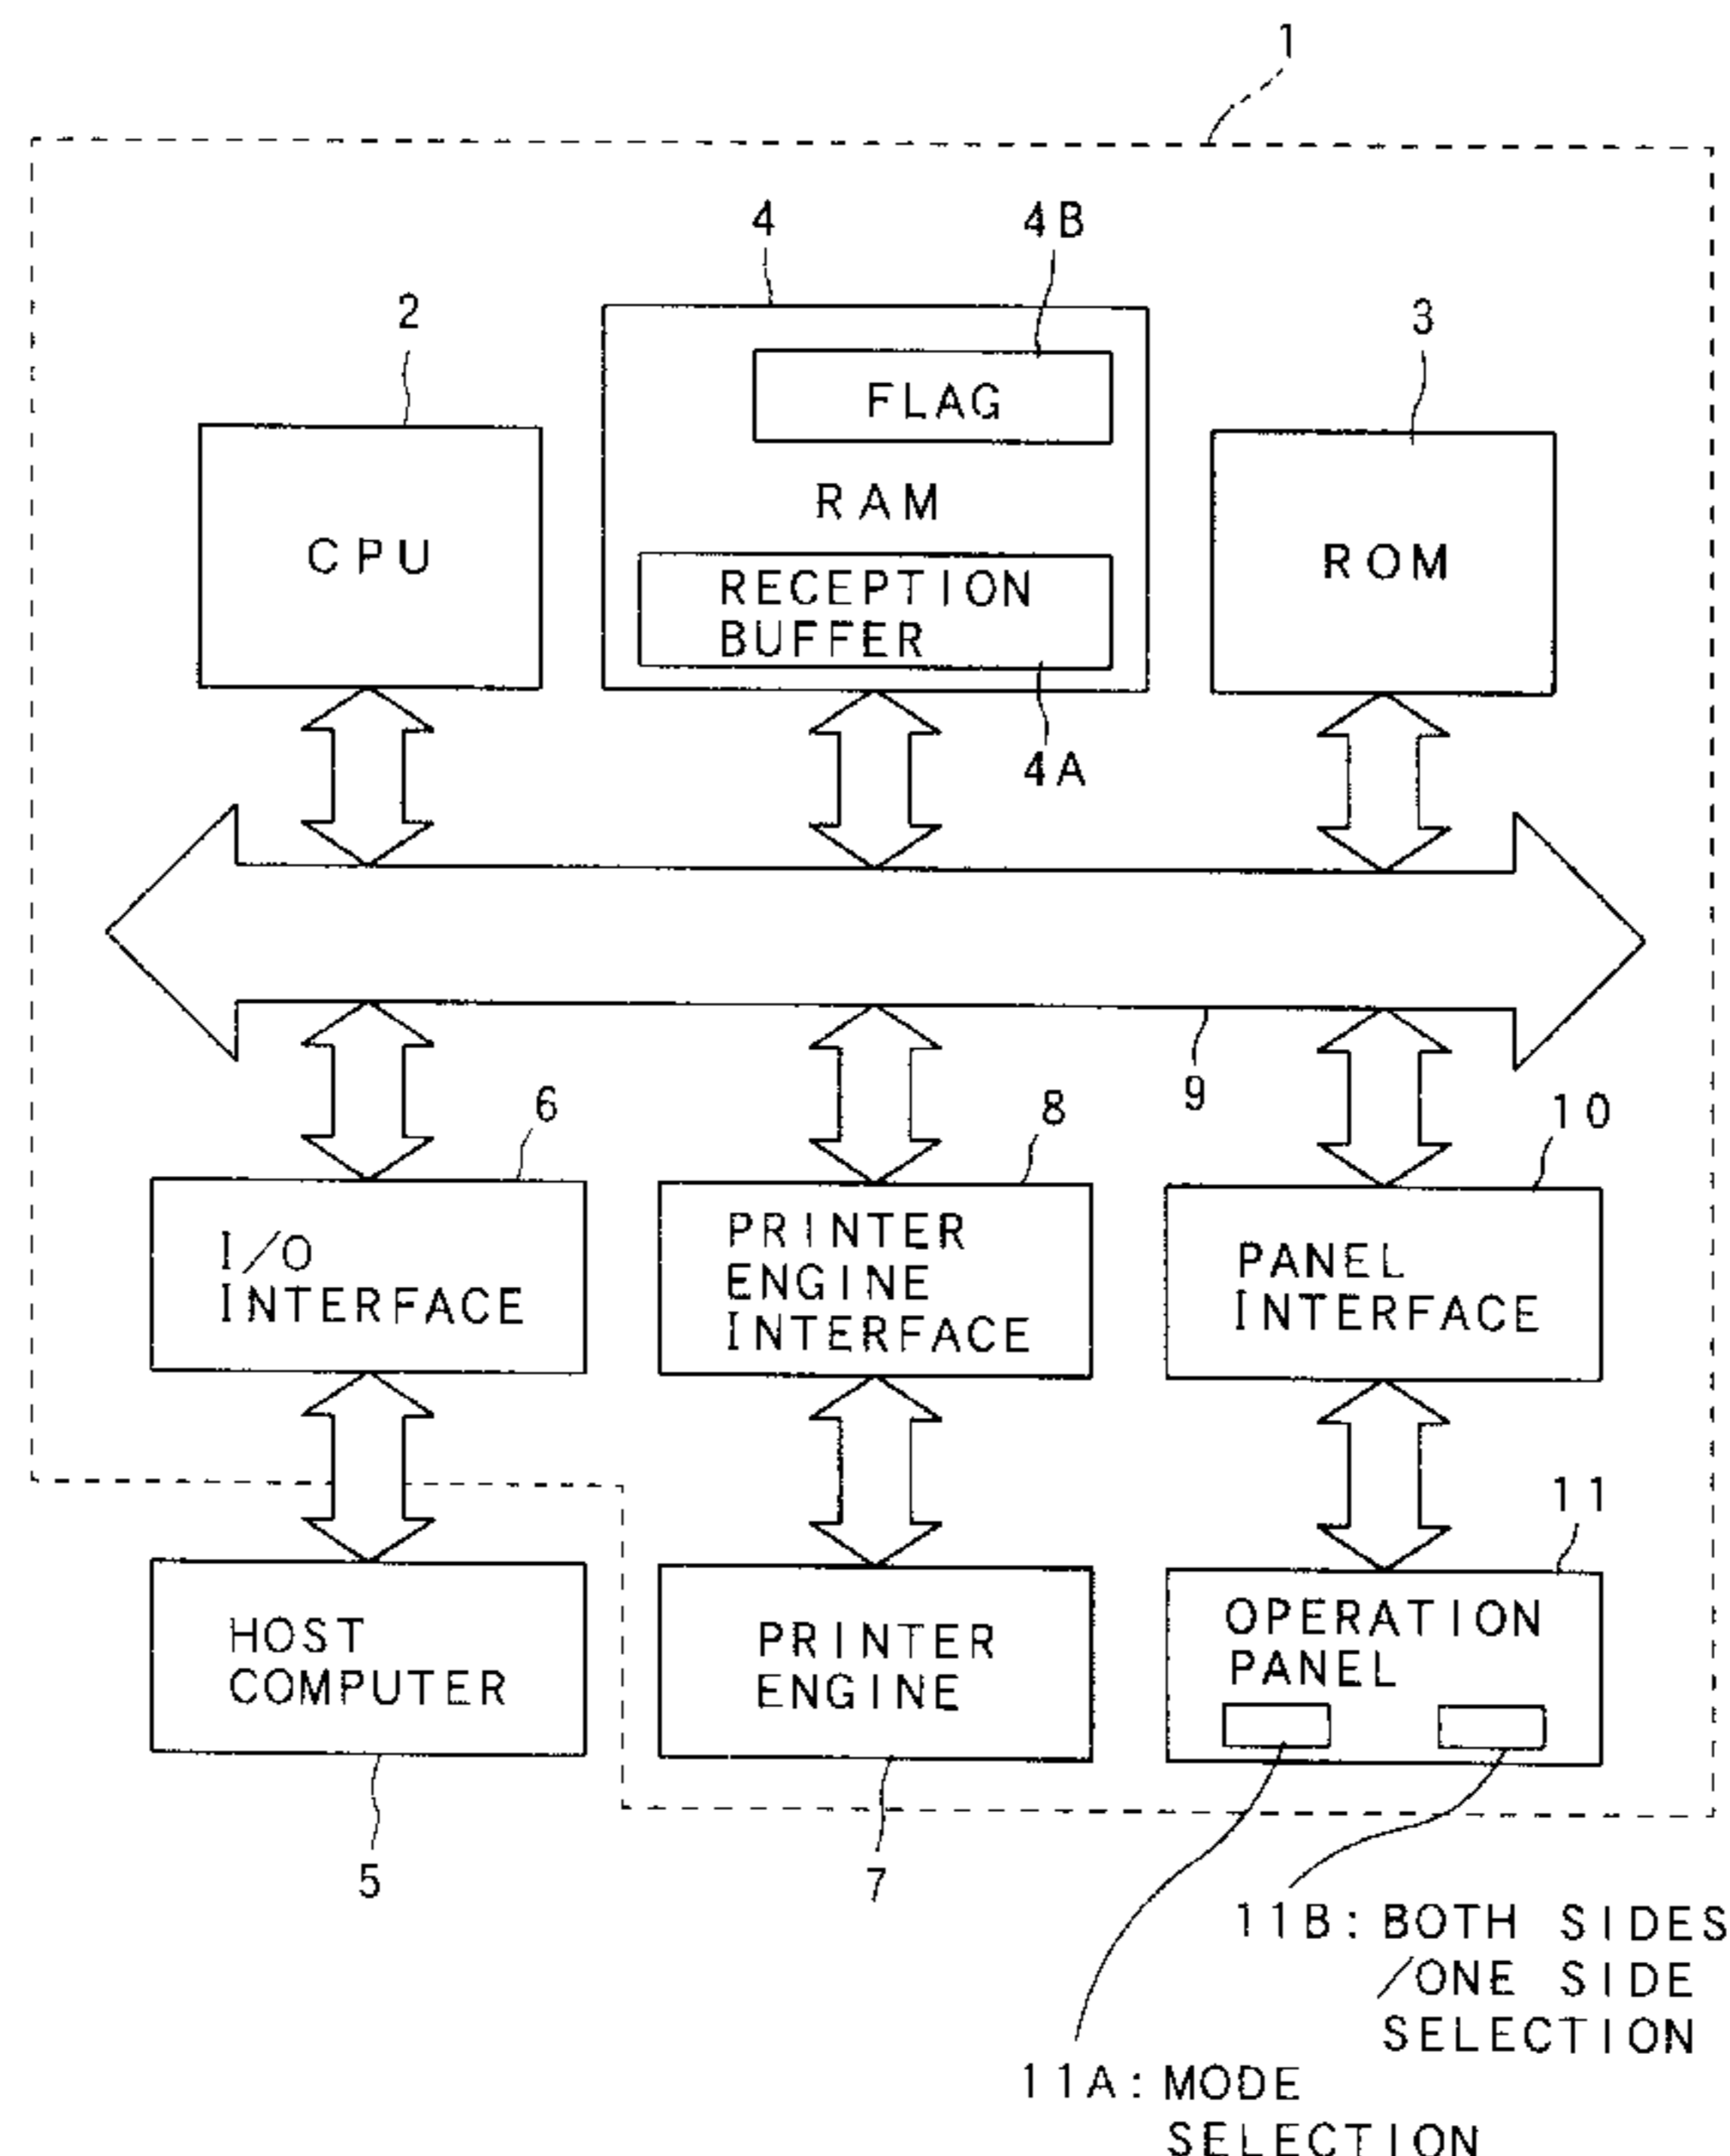 1
4
4B
2
3
FLAG
RAM
CPU
ROM
RECEPTION
BUFFER
4A
9
6
8
10
I/O
INTERFACE
PRINTER
ENGINE
INTERFACE
PANEL
INTERFACE
11
HOST
COMPUTER
PRINTER
ENGINE
OPERATION
PANEL
5
7
11B: BOTH SIDES
/ONE SIDE
SELECTION
11A: MODE
SELECTION